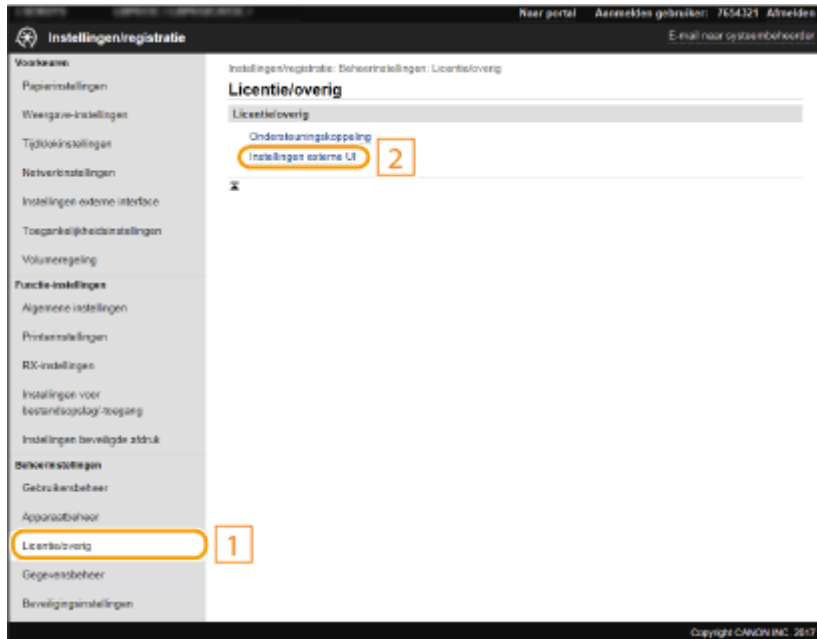 Naar portal Aanmelden gebruiker: 7654321 Afmelden
Instellingen/registratie
E-mail naar systeembeheerder
Voorkeuren
Papierinstellingen
Weergave-instellingen
Tijdklokinstellingen
Netwerkinstellingen
Instellingen externe interface
Toegankelijkheidsinstellingen
Volumeregeling
Functie-instellingen
Algemene instellingen
Printerinstellingen
RX-instellingen
Instellingen voor
bestandsopslag/-toegang
Instellingen beveiligde afdruk
Beheerinstellingen
Gebruikersbeheer
Apparaatbeheer
Licentie/overig
1
Gegevensbeheer
Beveiligingsinstellingen
Instellingen/registratie: Beheerinstellingen: Licentie/overig
Licentie/overig
Licentie/overig
Ondersteuningskoppeling
Instellingen externe UI
2
Copyright CANON INC. 2017